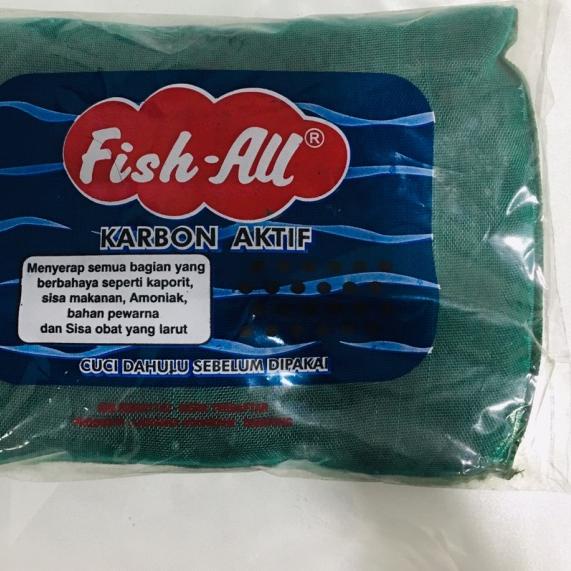 Fish-All®
KARBON AKTIF
Menyerap semua bagian yang
berbahaya seperti kaporit,
sisa makanan, Amoniak,
bahan pewarna
dan Sisa obat yang larut
CUCI DAHULU SEBELUM DIPAKAI